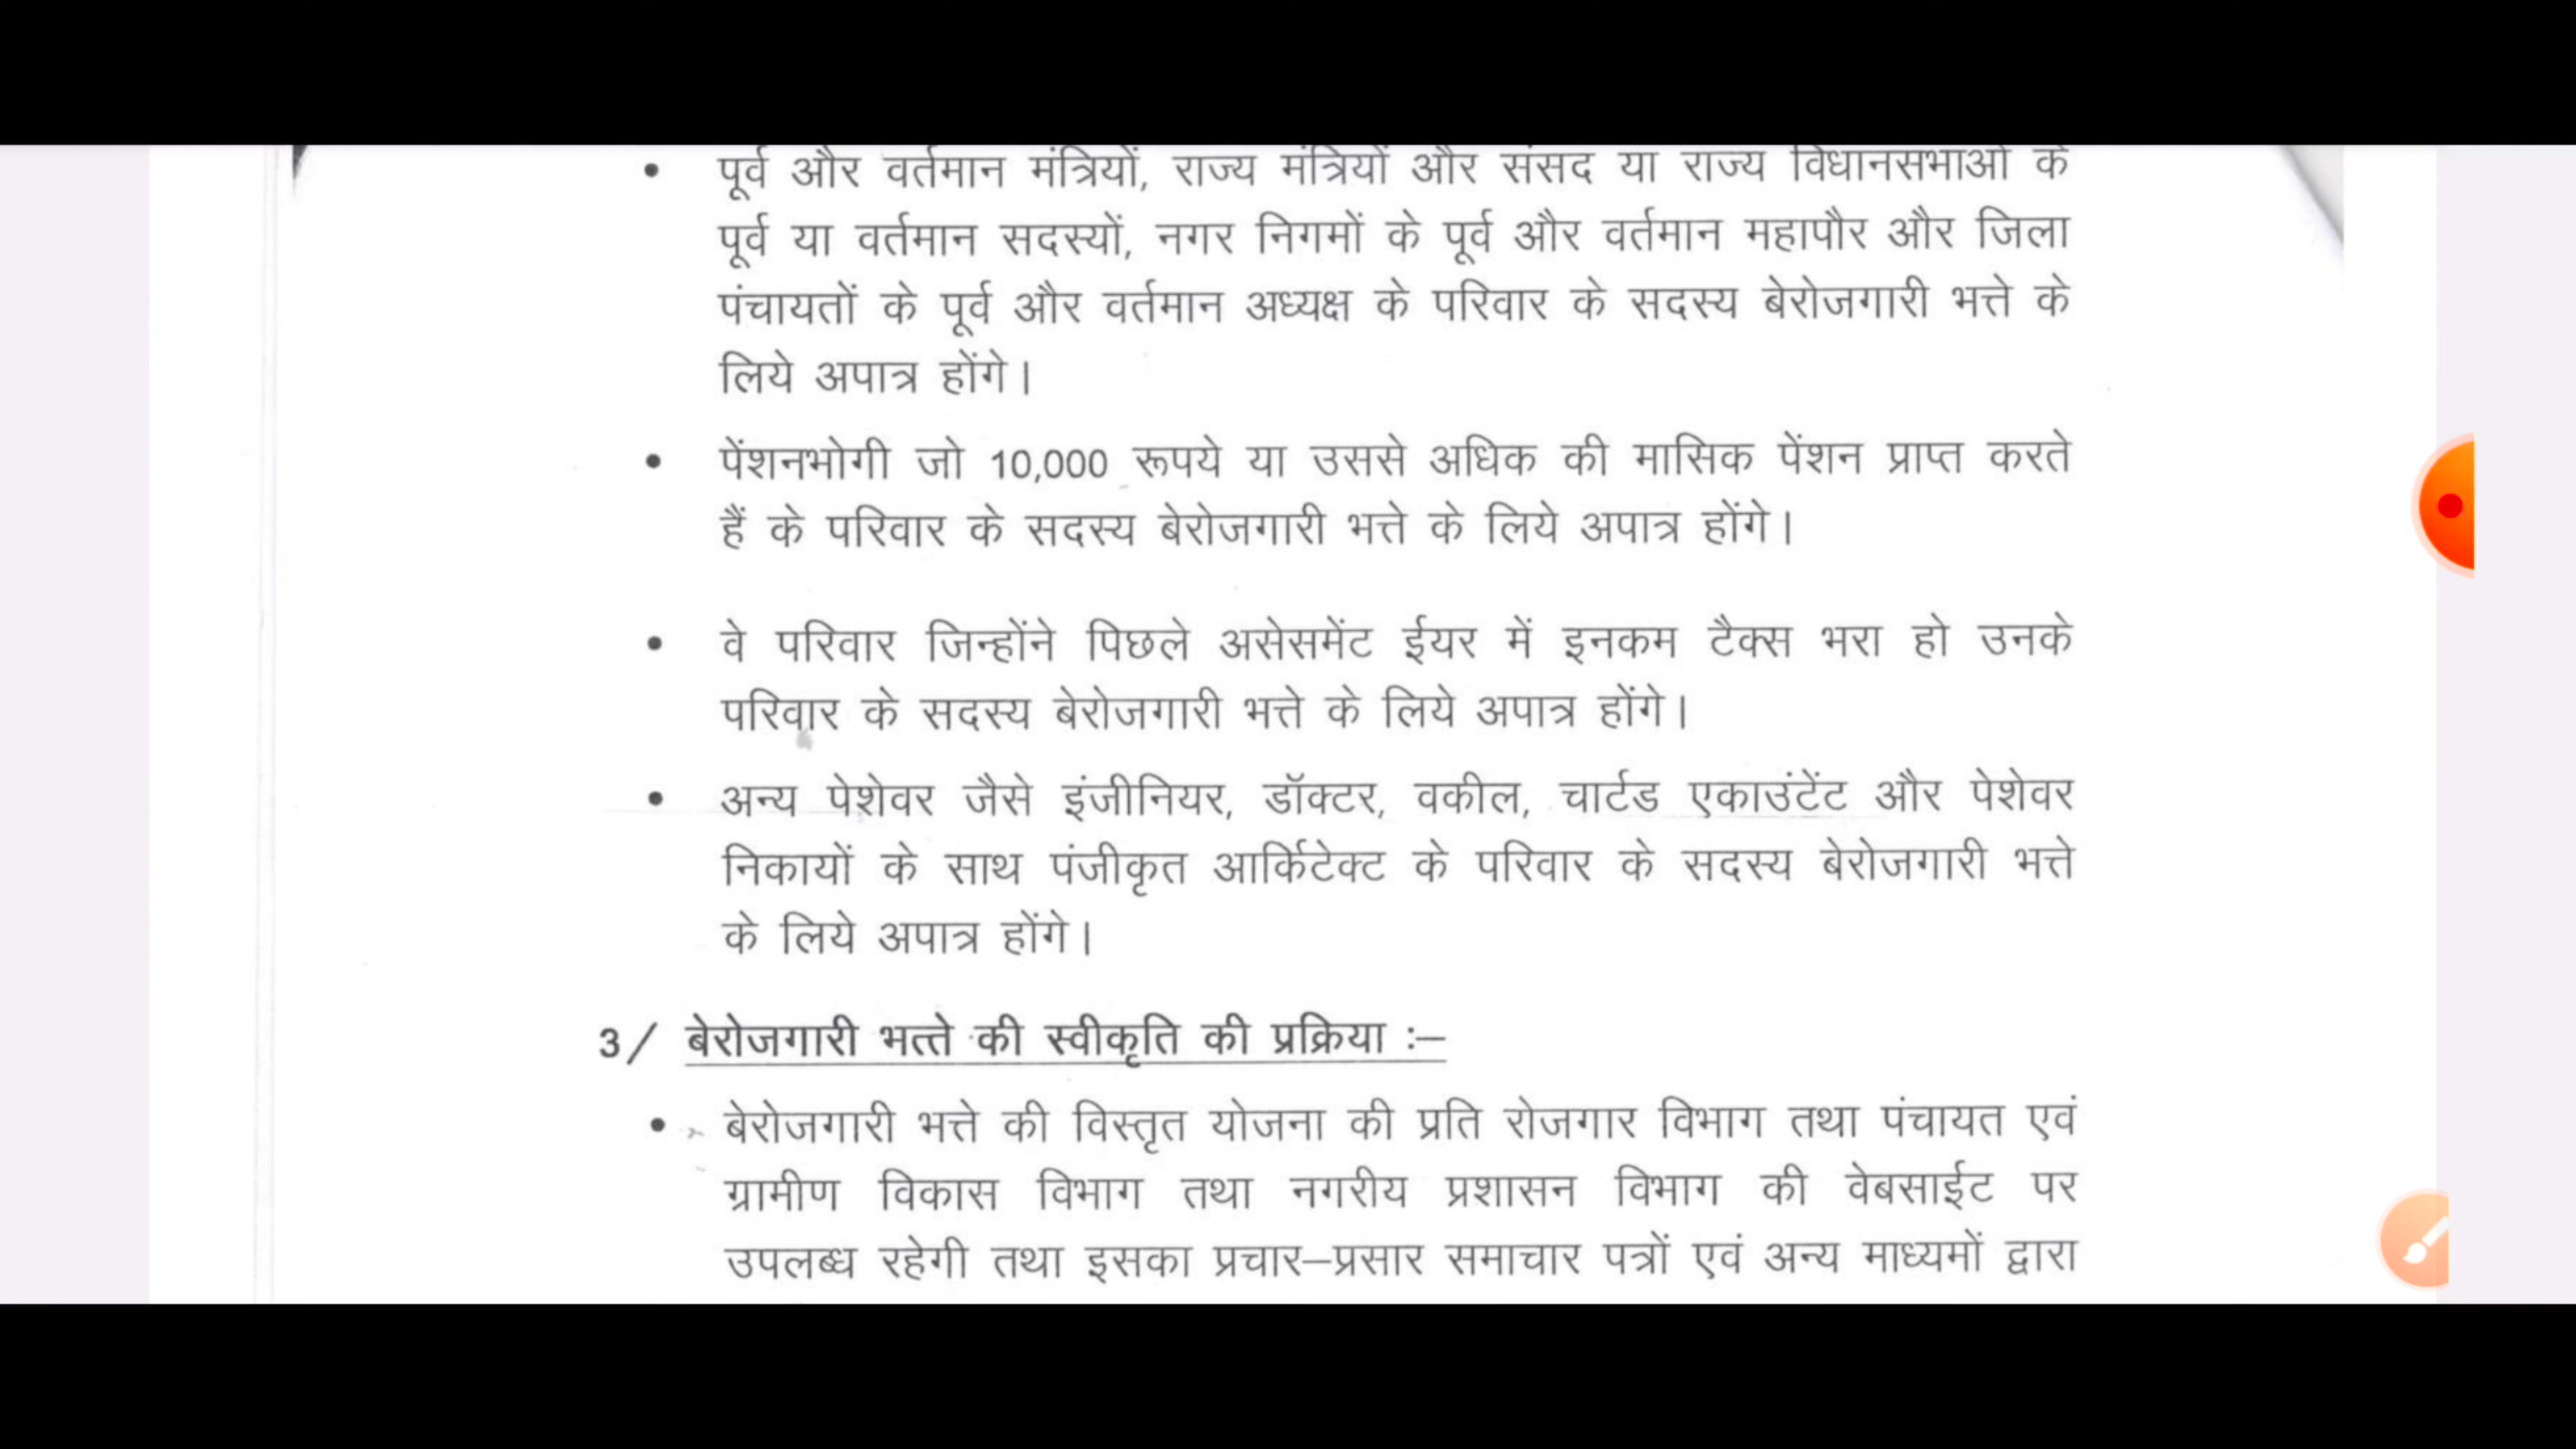 • पूर्व और वर्तमान मंत्रियों, राज्य मंत्रियों और संसद या राज्य विधानसभाओं के
पूर्व या वर्तमान सदस्यों, नगर निगमों के पूर्व और वर्तमान महापौर और जिला
पंचायतों के पूर्व और वर्तमान अध्यक्ष के परिवार के सदस्य बेरोजगारी भत्ते के
लिये अपात्र होंगे।
• पेंशनभोगी जो 10,000 रूपये या उससे अधिक की मासिक पेंशन प्राप्त करते
हैं के परिवार के सदस्य बेरोजगारी भत्ते के लिये अपात्र होंगे।
• वे परिवार जिन्होंने पिछले असेसमेंट ईयर में इनकम टैक्स भरा हो उनके
परिवार के सदस्य बेरोजगारी भत्ते के लिये अपात्र होंगे।
• अन्य पेशेवर जैसे इंजीनियर, डॉक्टर, वकील, चार्टड एकाउंटेंट और पेशेवर
निकायों के साथ पंजीकृत आर्किटेक्ट के परिवार के सदस्य बेरोजगारी भत्ते
के लिये अपात्र होंगे।
3/ बेरोजगारी भत्ते की स्वीकृति की प्रक्रिया :–
• बेरोजगारी भत्ते की विस्तृत योजना की प्रति रोजगार विभाग तथा पंचायत एवं
ग्रामीण विकास विभाग तथा नगरीय प्रशासन विभाग की वेबसाईट पर
उपलब्ध रहेगी तथा इसका प्रचार–प्रसार समाचार पत्रों एवं अन्य माध्यमों द्वारा